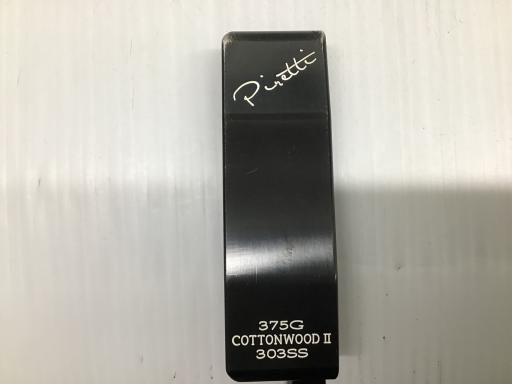 Piretti
375G
COTTONWOOD II
303SS